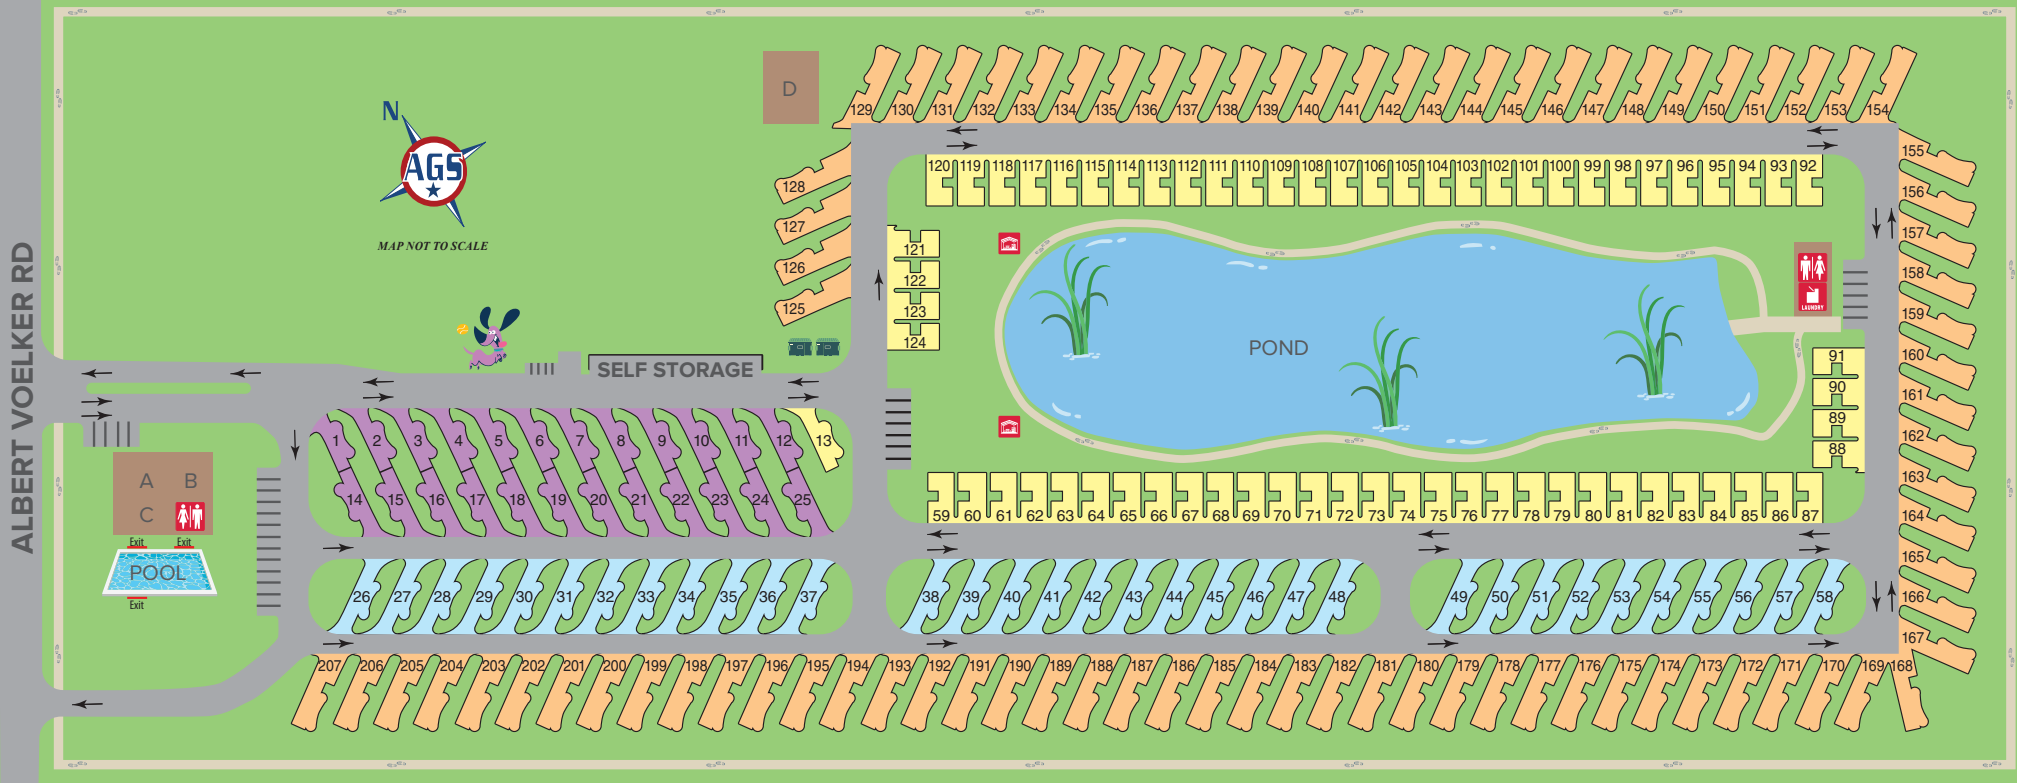 D
129 130 131 132 133 134 135 136 137 138 139 140 141 142 143 144 145 146 147 148 149 150 151 152 153 154
N
AGS
MAP NOT TO SCALE
128
127
126
125
120 119 118 117 116 115 114 113 112 111 110 109 108 107 106 105 104 103 102 101 100 99 98 97 96 95 94 93 92
155
156
157
158
159
160
161
162
163
164
165
166
167
121
122
123
124
LAUNDRY
POND
91
90
89
88
ALBERT VOELKER RD
SELF STORAGE
1 2 3 4 5 6 7 8 9 10 11 12 13
14 15 16 17 18 19 20 21 22 23 24 25
A B
C
Exit Exit
POOL
Exit
59 60 61 62 63 64 65 66 67 68 69 70 71 72 73 74 75 76 77 78 79 80 81 82 83 84 85 86 87
26 27 28 29 30 31 32 33 34 35 36 37 38 39 40 41 42 43 44 45 46 47 48 49 50 51 52 53 54 55 56 57 58
207 206 205 204 203 202 201 200 199 198 197 196 195 194 193 192 191 190 189 188 187 186 185 184 183 182 181 180 179 178 177 176 175 174 173 172 171 170 169 168